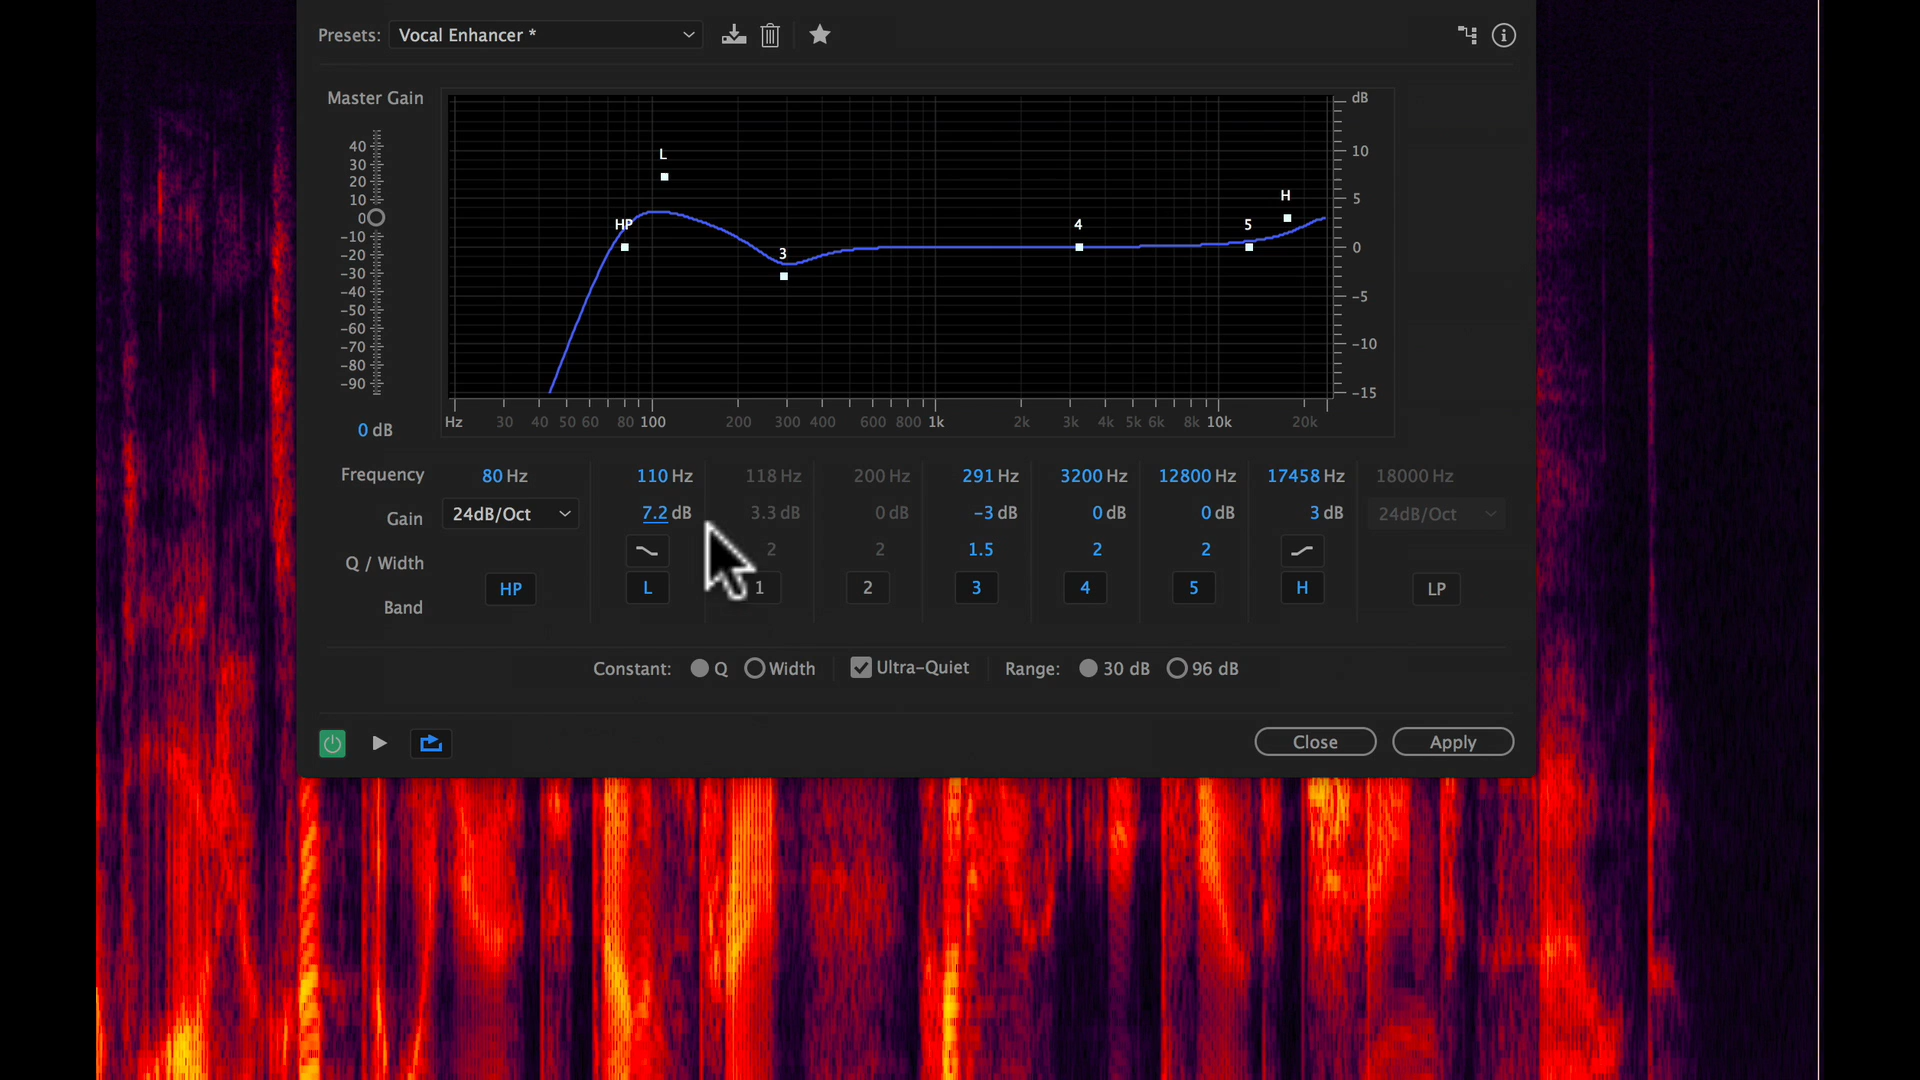 Presets: Vocal Enhancer *
Master Gain
40
30
20
10
0
-10
-20
-30
-40
-50
-60
-70
-80
-90
0 dB
L
HP
3
4
5
H
dB
10
5
0
-5
-10
-15
Hz 30 40 50 60 80 100 200 300 400 600 800 1k 2k 3k 4k 5k 6k 8k 10k 20k
Frequency 80 Hz 110 Hz 118 Hz 200 Hz 291 Hz 3200 Hz 12800 Hz 17458 Hz 18000 Hz
Gain 24dB/Oct 7.2 dB 3.3 dB 0 dB -3 dB 0 dB 0 dB 3 dB 24dB/Oct
Q / Width 2 2 1.5 2 2
Band HP L 1 2 3 4 5 H LP
Constant: Q Width Ultra-Quiet Range: 30 dB 96 dB
Close Apply